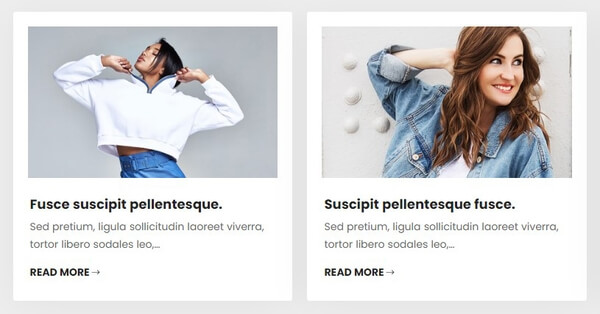 Fusce suscipit pellentesque.
Sed pretium, ligula sollicitudin laoreet viverra,
tortor libero sodales leo,...
READ MORE →
Suscipit pellentesque fusce.
Sed pretium, ligula sollicitudin laoreet viverra,
tortor libero sodales leo,...
READ MORE →